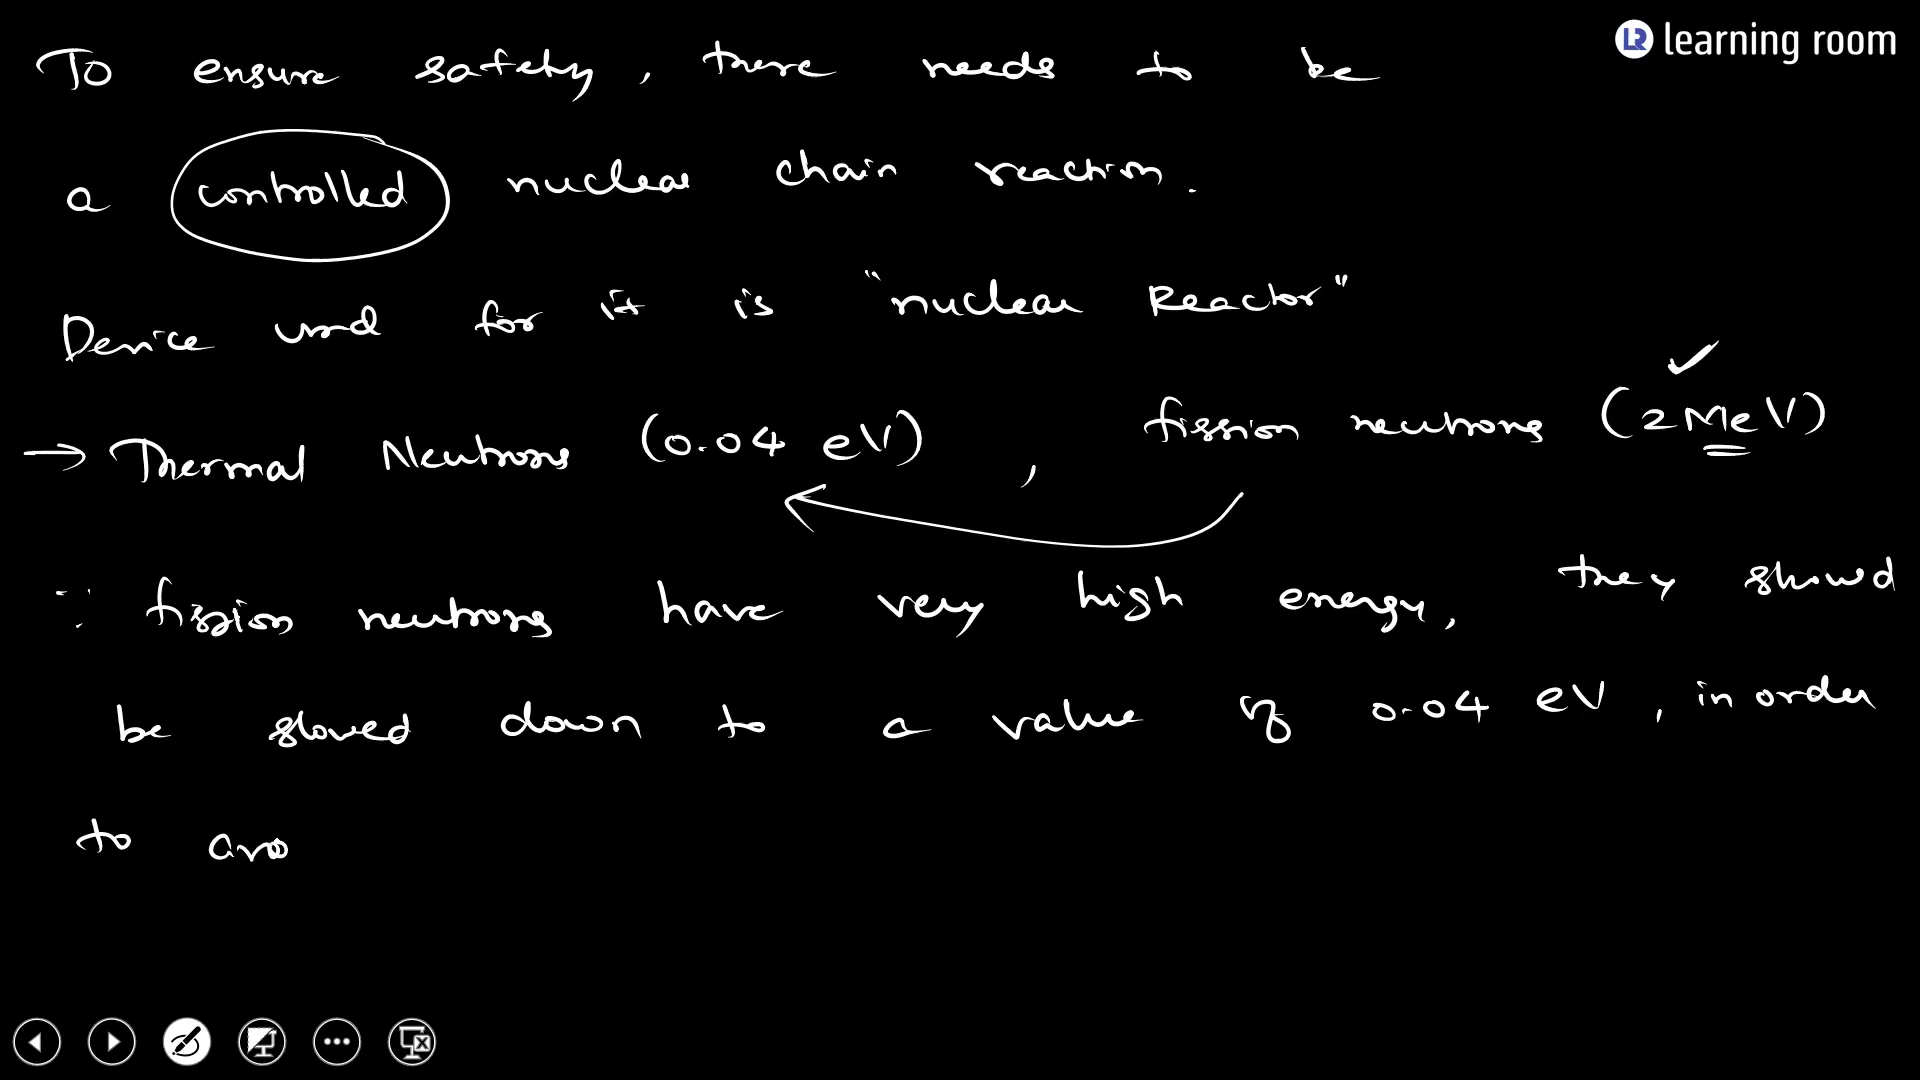 learning room
To ensure safety, there needs to be
a controlled nuclear chain reaction.
Device used for it is "nuclear Reactor"
→ Thermal Neutrons (0.04 eV), fission neutrons (2 MeV) ✓
∵ fission neutrons have very high energy, they should
be slowed down to a value of 0.04 eV, in order
to avo